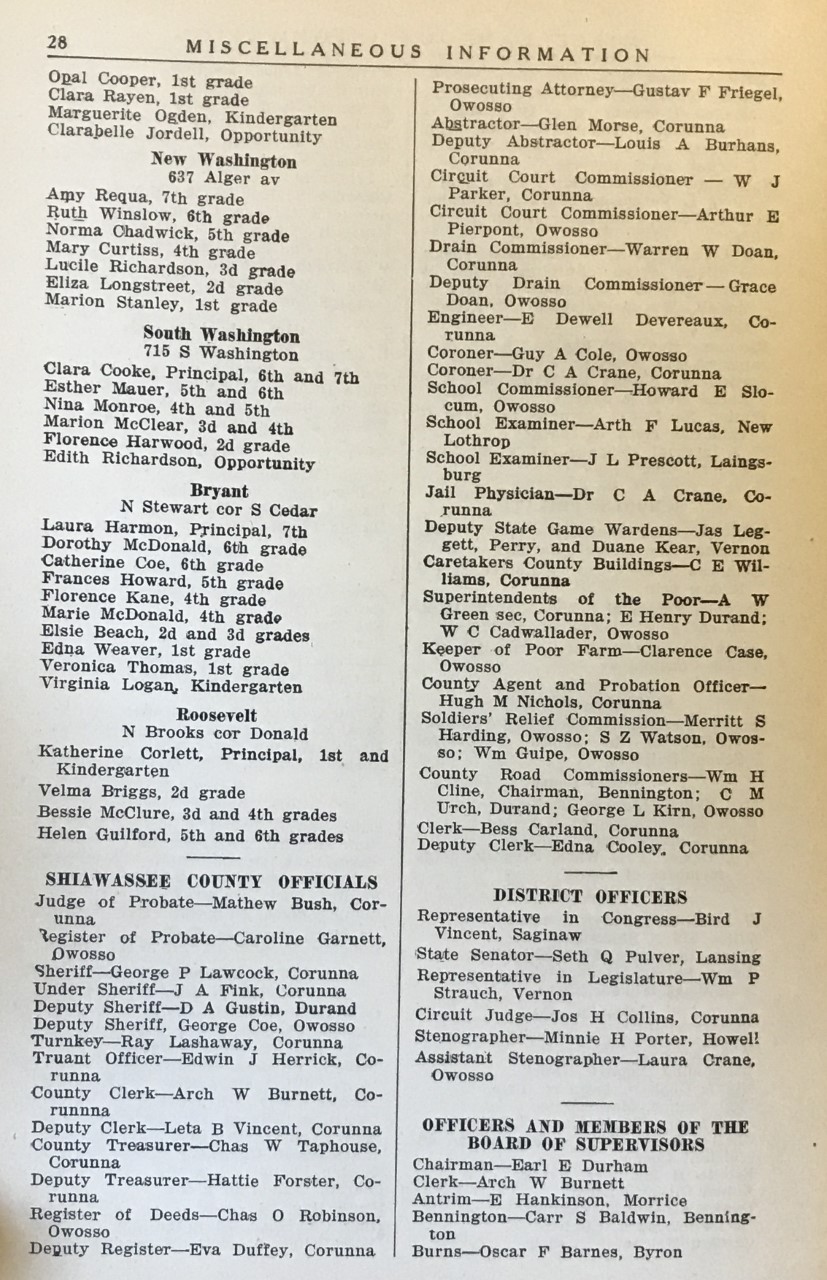 28
MISCELLANEOUS INFORMATION
Opal Cooper, 1st grade
Clara Rayen, 1st grade
Marguerite Ogden, Kindergarten
Clarabelle Jordell, Opportunity
New Washington
637 Alger av
Amy Requa, 7th grade
Ruth Winslow, 6th grade
Norma Chadwick, 5th grade
Mary Curtiss, 4th grade
Lucile Richardson, 3d grade
Eliza Longstreet, 2d grade
Marion Stanley, 1st grade
South Washington
715 S Washington
Clara Cooke, Principal, 6th and 7th
Esther Mauer, 5th and 6th
Nina Monroe, 4th and 5th
Marion McClear, 3d and 4th
Florence Harwood, 2d grade
Edith Richardson, Opportunity
Bryant
N Stewart cor S Cedar
Laura Harmon, Principal, 7th
Dorothy McDonald, 6th grade
Catherine Coe, 6th grade
Frances Howard, 5th grade
Florence Kane, 4th grade
Marie McDonald, 4th grade
Elsie Beach, 2d and 3d grades
Edna Weaver, 1st grade
Veronica Thomas, 1st grade
Virginia Logan, Kindergarten
Roosevelt
N Brooks cor Donald
Katherine Corlett, Principal, 1st and
Kindergarten
Velma Briggs, 2d grade
Bessie McClure, 3d and 4th grades
Helen Guilford, 5th and 6th grades
SHIAWASSEE COUNTY OFFICIALS
Judge of Probate—Mathew Bush, Cor-
unna
Register of Probate—Caroline Garnett,
Owosso
Sheriff—George P Lawcock, Corunna
Under Sheriff—J A Fink, Corunna
Deputy Sheriff—D A Gustin, Durand
Deputy Sheriff, George Coe, Owosso
Turnkey—Ray Lashaway, Corunna
Truant Officer—Edwin J Herrick, Co-
runna
County Clerk—Arch W Burnett, Co-
runnna
Deputy Clerk—Leta B Vincent, Corunna
County Treasurer—Chas W Taphouse,
Corunna
Deputy Treasurer—Hattie Forster, Co-
runna
Register of Deeds—Chas O Robinson,
Owosso
Deputy Register—Eva Duffey, Corunna
Prosecuting Attorney—Gustav F Friegel,
Owosso
Abstractor—Glen Morse, Corunna
Deputy Abstractor—Louis A Burhans,
Corunna
Circuit Court Commissioner — W J
Parker, Corunna
Circuit Court Commissioner—Arthur E
Pierpont, Owosso
Drain Commissioner—Warren W Doan,
Corunna
Deputy Drain Commissioner—Grace
Doan, Owosso
Engineer—E Dewell Devereaux, Co-
runna
Coroner—Guy A Cole, Owosso
Coroner—Dr C A Crane, Corunna
School Commissioner—Howard E Slo-
cum, Owosso
School Examiner—Arth F Lucas, New
Lothrop
School Examiner—J L Prescott, Laings-
burg
Jail Physician—Dr C A Crane, Co-
runna
Deputy State Game Wardens—Jas Leg-
gett, Perry, and Duane Kear, Vernon
Caretakers County Buildings—C E Wil-
liams, Corunna
Superintendents of the Poor—A W
Green sec, Corunna; E Henry Durand;
W C Cadwallader, Owosso
Keeper of Poor Farm—Clarence Case,
Owosso
County Agent and Probation Officer—
Hugh M Nichols, Corunna
Soldiers' Relief Commission—Merritt S
Harding, Owosso; S Z Watson, Owos-
so; Wm Guipe, Owosso
County Road Commissioners—Wm H
Cline, Chairman, Bennington; C M
Urch, Durand; George L Kirn, Owosso
Clerk—Bess Carland, Corunna
Deputy Clerk—Edna Cooley, Corunna
DISTRICT OFFICERS
Representative in Congress—Bird J
Vincent, Saginaw
State Senator—Seth Q Pulver, Lansing
Representative in Legislature—Wm P
Strauch, Vernon
Circuit Judge—Jos H Collins, Corunna
Stenographer—Minnie H Porter, Howell
Assistant Stenographer—Laura Crane,
Owosso
OFFICERS AND MEMBERS OF THE
BOARD OF SUPERVISORS
Chairman—Earl E Durham
Clerk—Arch W Burnett
Antrim—E Hankinson, Morrice
Bennington—Carr S Baldwin, Benning-
ton
Burns—Oscar F Barnes, Byron